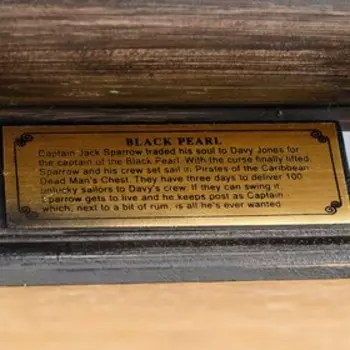 BLACK PEARL
Captain Jack Sparrow traded his soul to Davy Jones for
the captain of the Black Pearl. With the curse finally lifted
Sparrow and his crew set sail in Pirates of the Caribbean
Dead Man's Chest. They have three days to deliver 100
unlucky sailors to Davy's crew. If they can swing it,
Sparrow gets to live and he keeps post as Captain
which, next to a bit of rum, is all he's ever wanted.